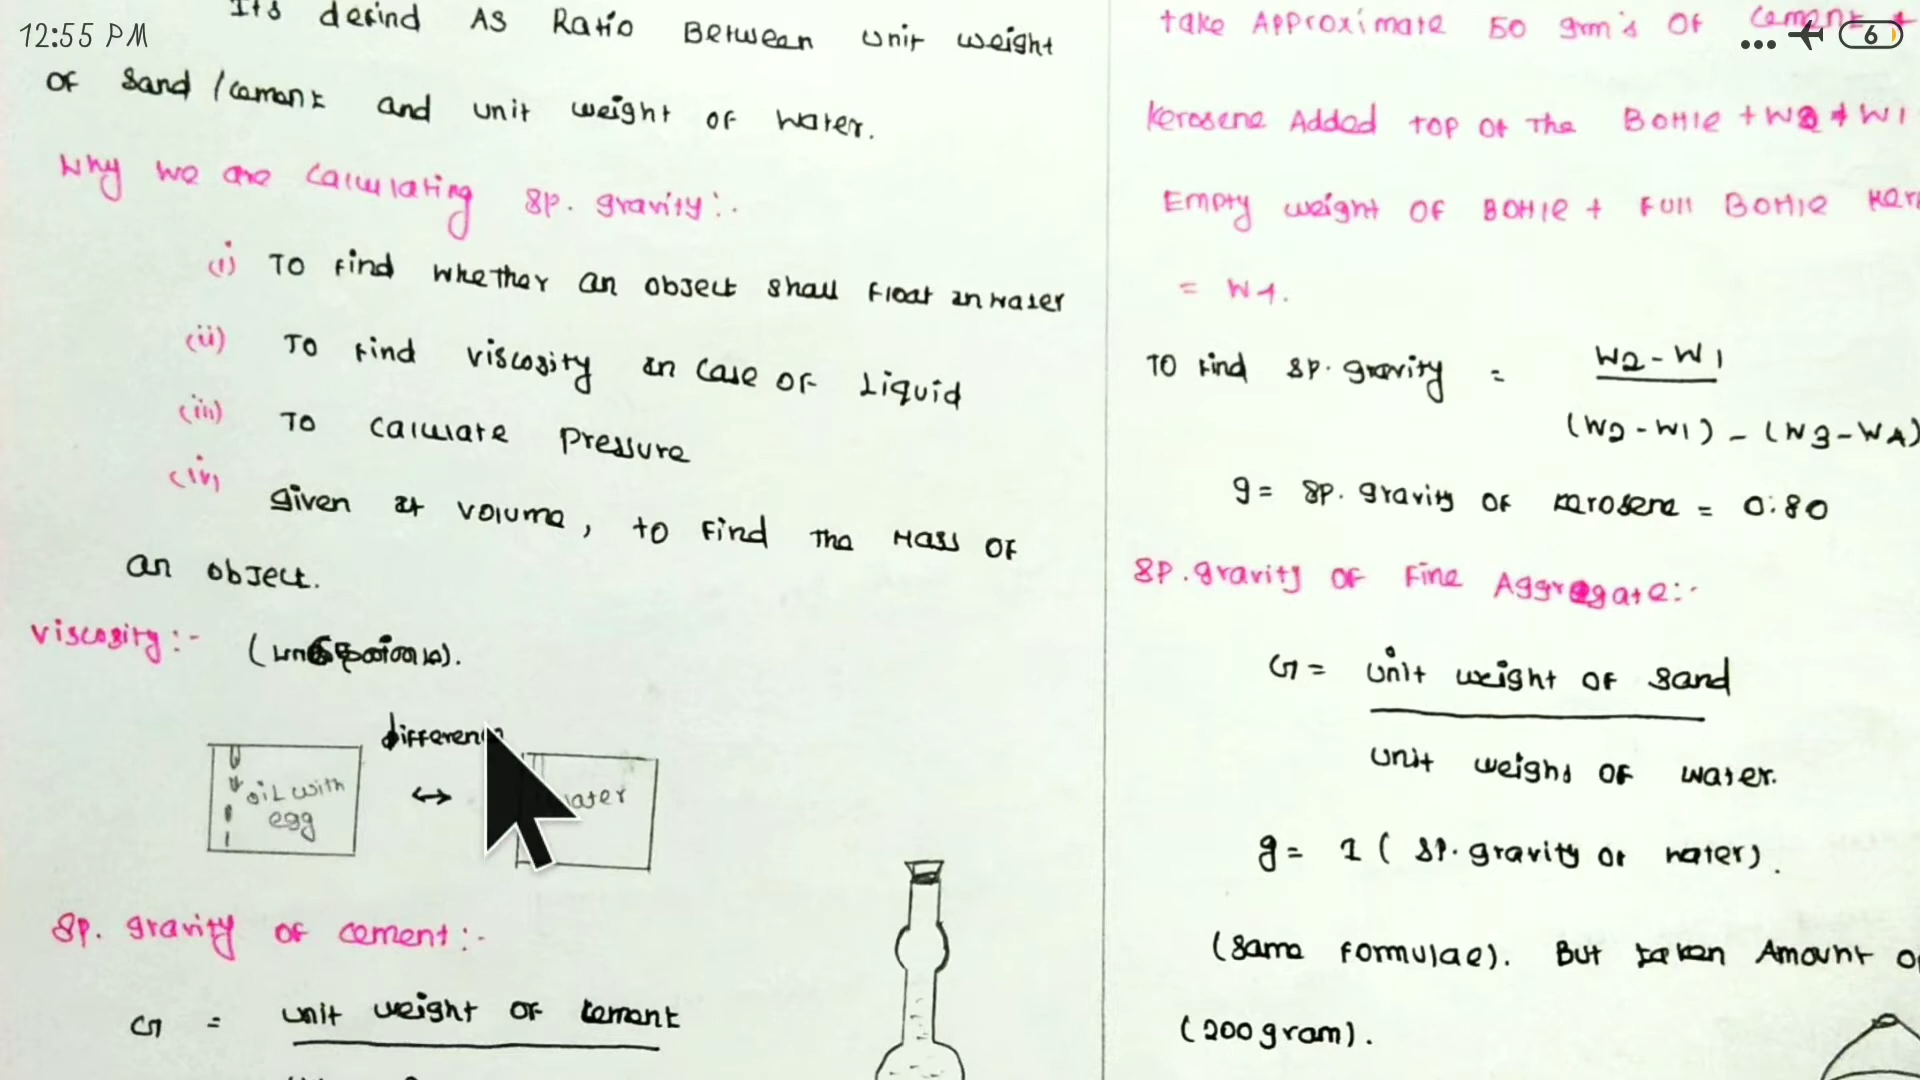 12:55 PM
6
Its defind As Ratio Between unit weight
of sand / cement and unit weight of water.
Why we are calculating sp. gravity:-
(i) To find whether an object shall float in water
(ii) To find viscosity in case of Liquid
(iii) To calculate pressure
(iv) given it volume, to find the Mass of
an object.
viscosity:-
difference
oil with
egg
↔
water
sp. gravity of cement:-
G = unit weight of cement
take Approximate 50 grm's of cement +
kerosene Added top of the Bottle + W2 + W1
Empty weight of Bottle + Full Bottle
= W4.
To find sp. gravity = W2 - W1
(W2 - W1) - (W3 - W4)
g = sp. gravity of kerosene = 0.80
sp. gravity of Fine Aggregate:-
G = unit weight of sand
unit weight of water.
g = 1 ( sp. gravity of water).
(same formulae). But taken Amount
(200 gram).